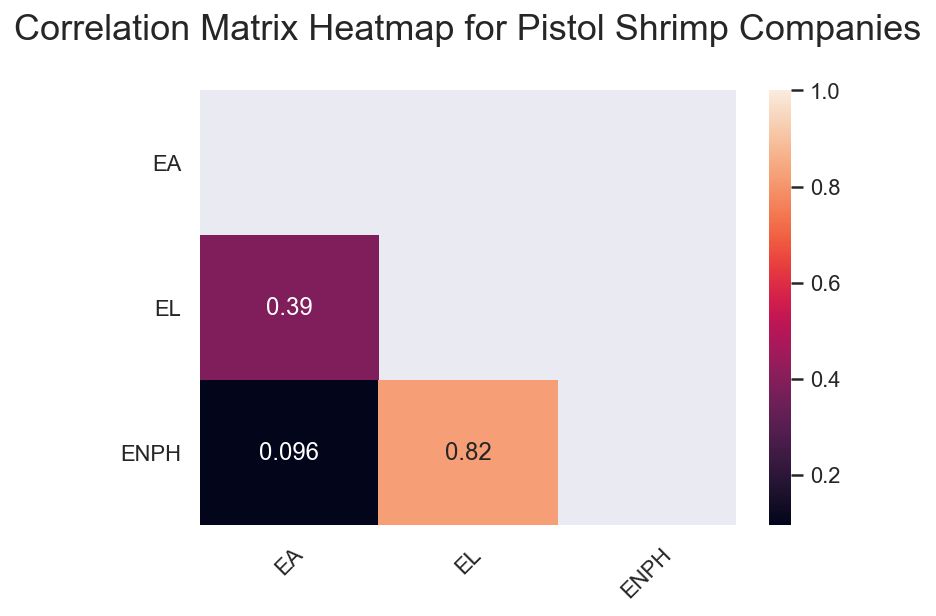 Correlation Matrix Heatmap for Pistol Shrimp Companies
1.0
EA
0.8
0.6
EL
0.39
0.4
ENPH
0.096
0.82
0.2
EA
EL
ENPH